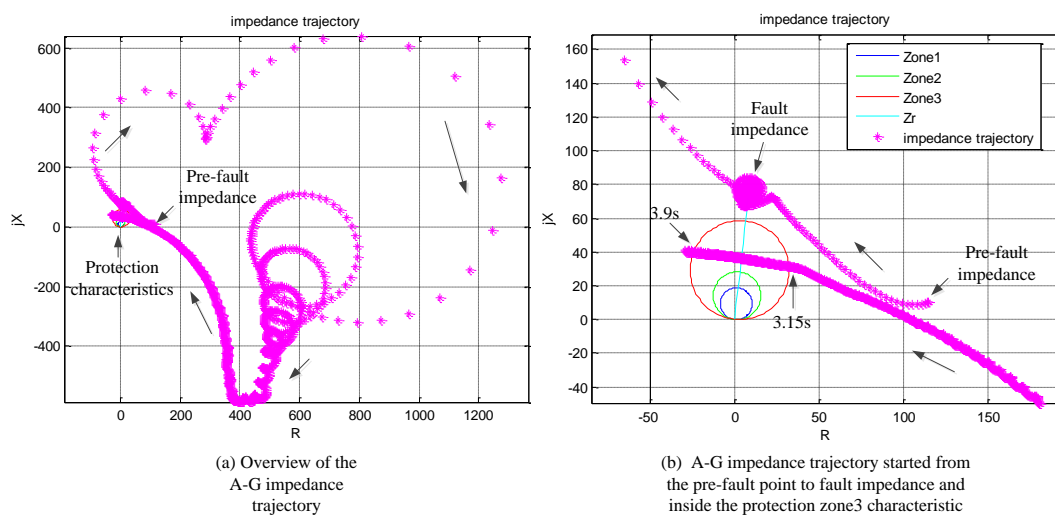 impedance trajectory
600
400
200
0
-200
-400
jX
0
200
400
600
800
1000
1200
R
Pre-fault
impedance
Protection
characteristics
(a) Overview of the
A-G impedance
trajectory
impedance trajectory
160
140
120
100
80
60
40
20
0
-20
-40
jX
-50
0
50
100
150
R
Zone1
Zone2
Zone3
Zr
impedance trajectory
Fault
impedance
3.9s
3.15s
Pre-fault
impedance
(b) A-G impedance trajectory started from
the pre-fault point to fault impedance and
inside the protection zone3 characteristic